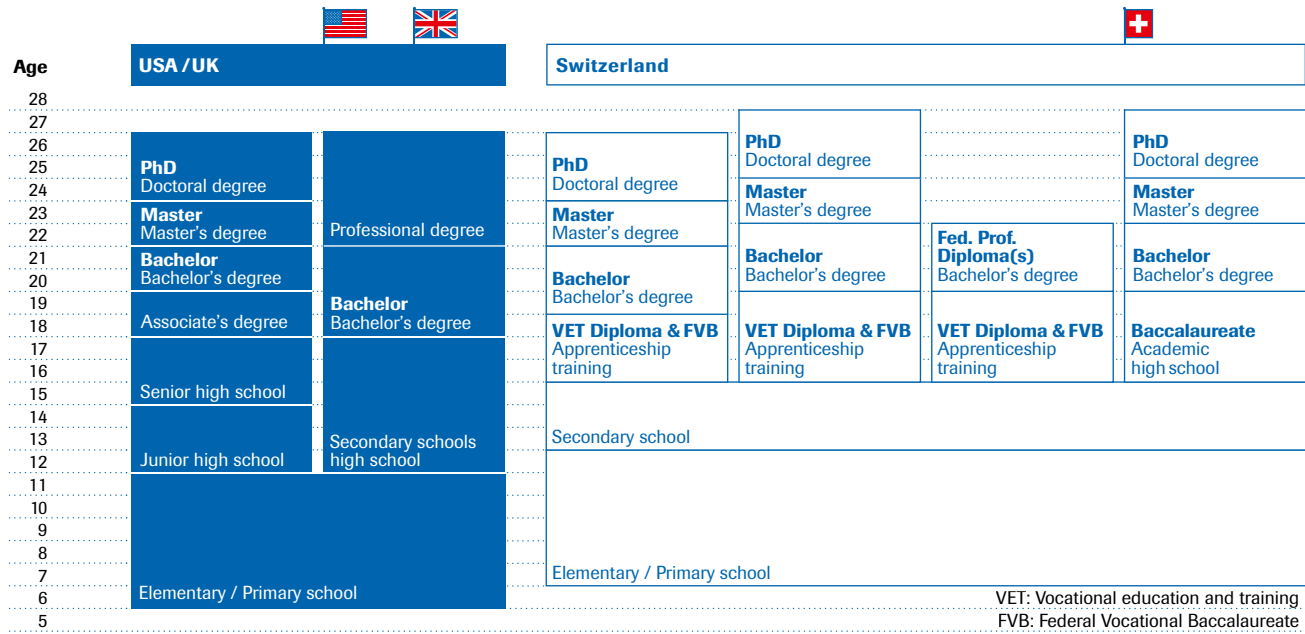 Age
USA / UK
Switzerland
28
27
26
25
24
23
22
21
20
19
18
17
16
15
14
13
12
11
10
9
8
7
6
5
PhD
Doctoral degree
Master
Master's degree
Bachelor
Bachelor's degree
Associate's degree
Senior high school
Junior high school
Professional degree
Bachelor
Bachelor's degree
Secondary schools
high school
Elementary / Primary school
PhD
Doctoral degree
Master
Master's degree
Bachelor
Bachelor's degree
VET Diploma & FVB
Apprenticeship
training
PhD
Doctoral degree
Master
Master's degree
Bachelor
Bachelor's degree
VET Diploma & FVB
Apprenticeship
training
Fed. Prof.
Diploma(s)
Bachelor's degree
VET Diploma & FVB
Apprenticeship
training
PhD
Doctoral degree
Master
Master's degree
Bachelor
Bachelor's degree
Baccalaureate
Academic
high school
Secondary school
Elementary / Primary school
VET: Vocational education and training
FVB: Federal Vocational Baccalaureate